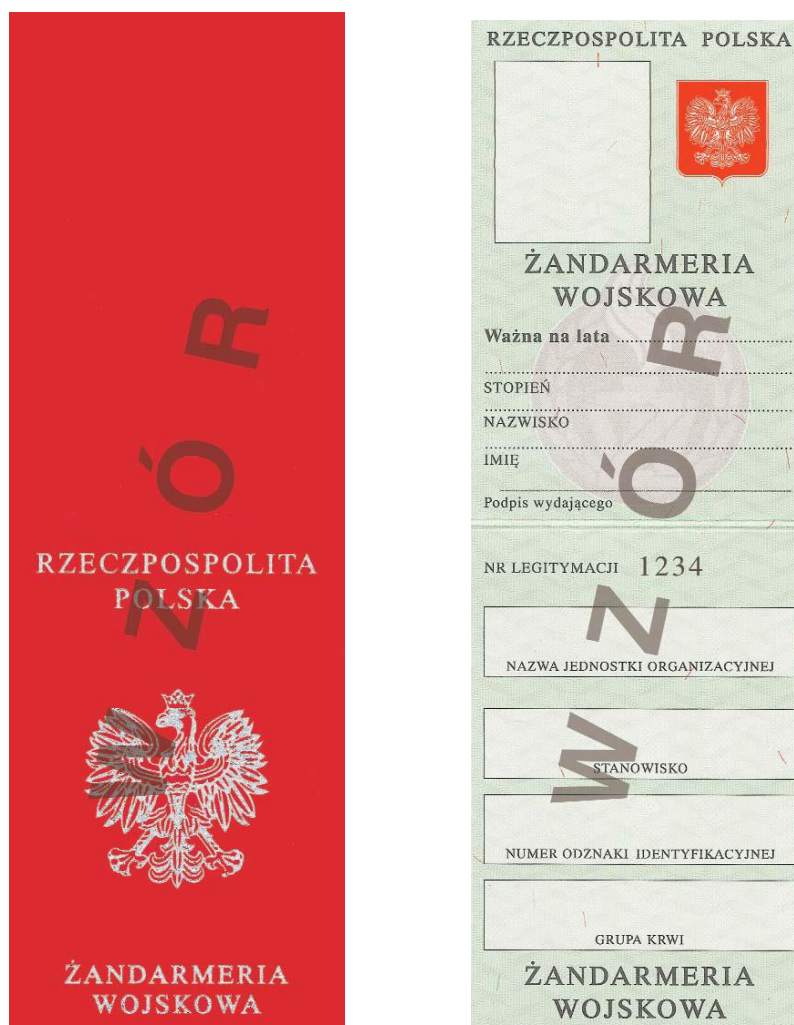 WZÓR
RZECZPOSPOLITA
POLSKA
ŻANDARMERIA
WOJSKOWA
RZECZPOSPOLITA POLSKA
ŻANDARMERIA
WOJSKOWA
Ważna na lata ..............................
STOPIEŃ
NAZWISKO
IMIĘ
Podpis wydającego
WZÓR
NR LEGITYMACJI 1234
NAZWA JEDNOSTKI ORGANIZACYJNEJ
STANOWISKO
NUMER ODZNAKI IDENTYFIKACYJNEJ
GRUPA KRWI
ŻANDARMERIA
WOJSKOWA